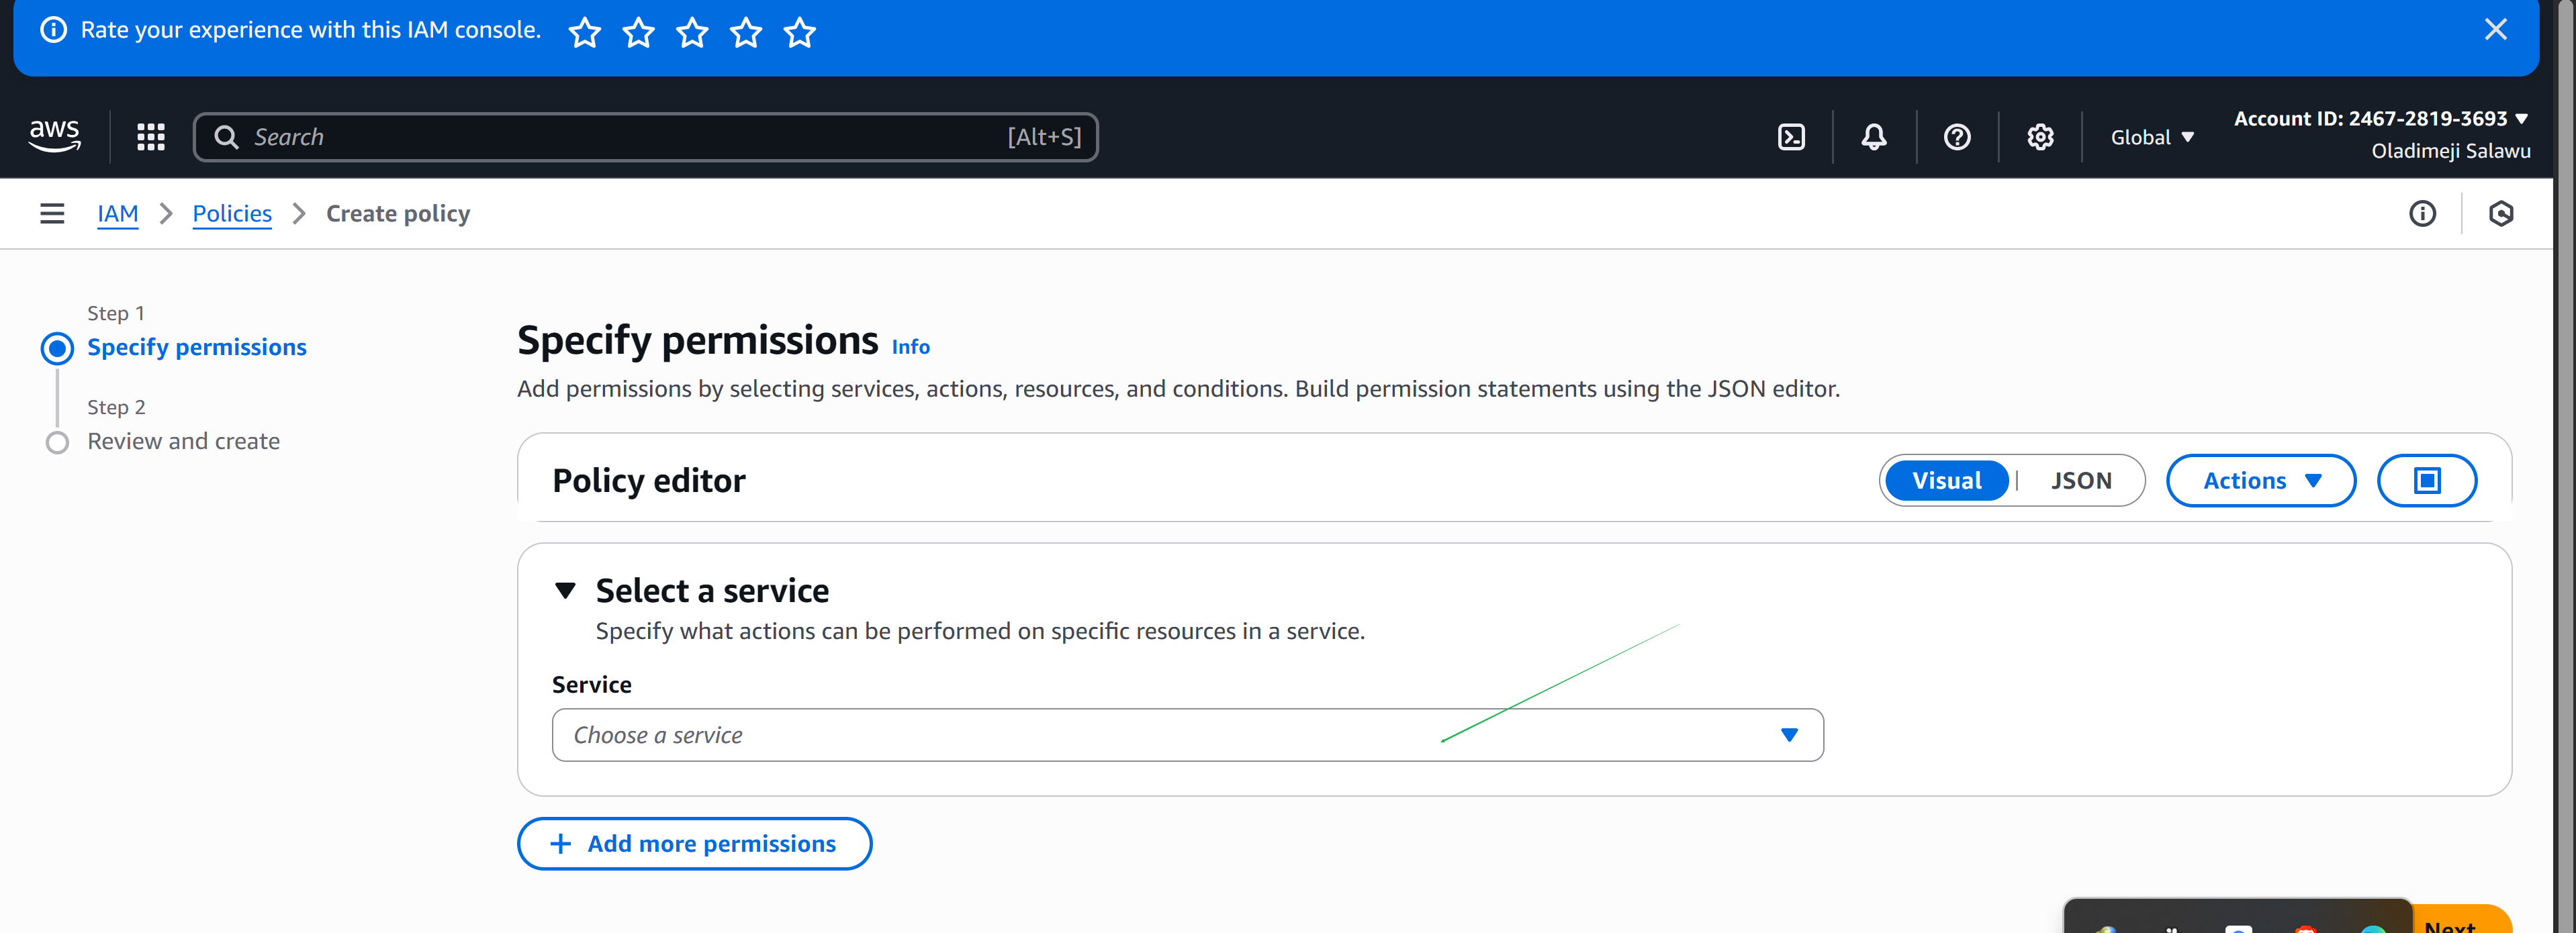 Rate your experience with this IAM console.
aws
Search
[Alt+S]
Global
Account ID: 2467-2819-3693
Oladimeji Salawu
IAM
Policies
Create policy
Step 1
Specify permissions
Step 2
Review and create
Specify permissions Info
Add permissions by selecting services, actions, resources, and conditions. Build permission statements using the JSON editor.
Policy editor
Visual
JSON
Actions
Select a service
Specify what actions can be performed on specific resources in a service.
Service
Choose a service
+ Add more permissions
Next